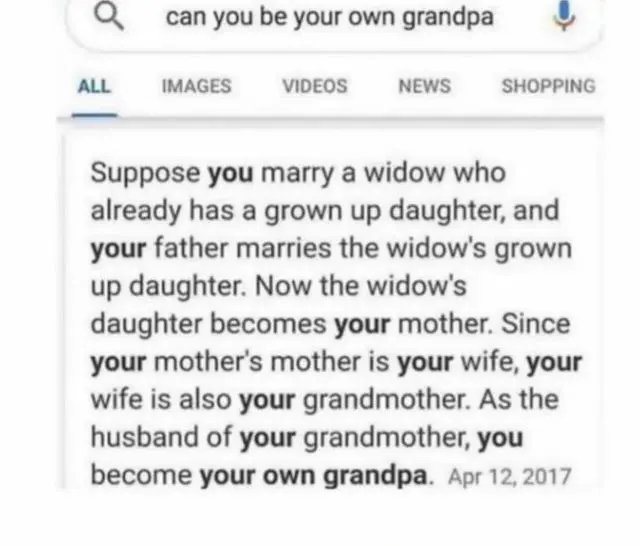 can you be your own grandpa
ALL IMAGES VIDEOS NEWS SHOPPING
Suppose you marry a widow who
already has a grown up daughter, and
your father marries the widow's grown
up daughter. Now the widow's
daughter becomes your mother. Since
your mother's mother is your wife, your
wife is also your grandmother. As the
husband of your grandmother, you
become your own grandpa. Apr 12, 2017